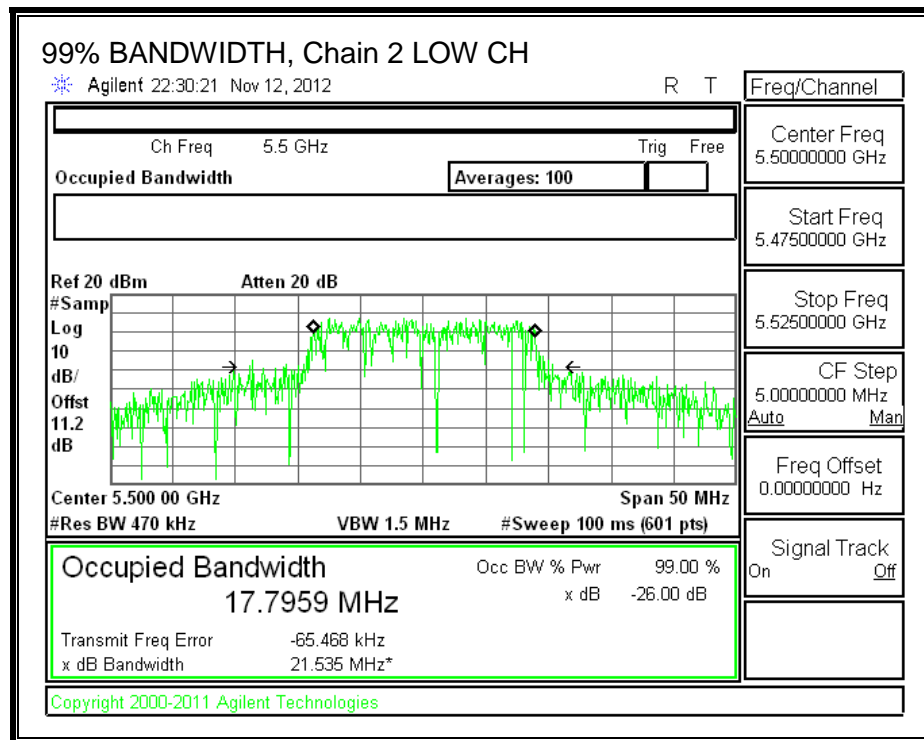 99% BANDWIDTH, Chain 2 LOW CH
Agilent 22:30:21 Nov 12, 2012 R T
Ch Freq 5.5 GHz Trig Free
Occupied Bandwidth Averages: 100
Ref 20 dBm Atten 20 dB
#Samp
Log
10
dB/
Offst
11.2
dB
Center 5.500 00 GHz Span 50 MHz
#Res BW 470 kHz VBW 1.5 MHz #Sweep 100 ms (601 pts)
Occupied Bandwidth Occ BW % Pwr 99.00 %
17.7959 MHz x dB -26.00 dB
Transmit Freq Error -65.468 kHz
x dB Bandwidth 21.535 MHz*
Copyright 2000-2011 Agilent Technologies
Freq/Channel
Center Freq
5.50000000 GHz
Start Freq
5.47500000 GHz
Stop Freq
5.52500000 GHz
CF Step
5.00000000 MHz
Auto Man
Freq Offset
0.00000000 Hz
Signal Track
On Off